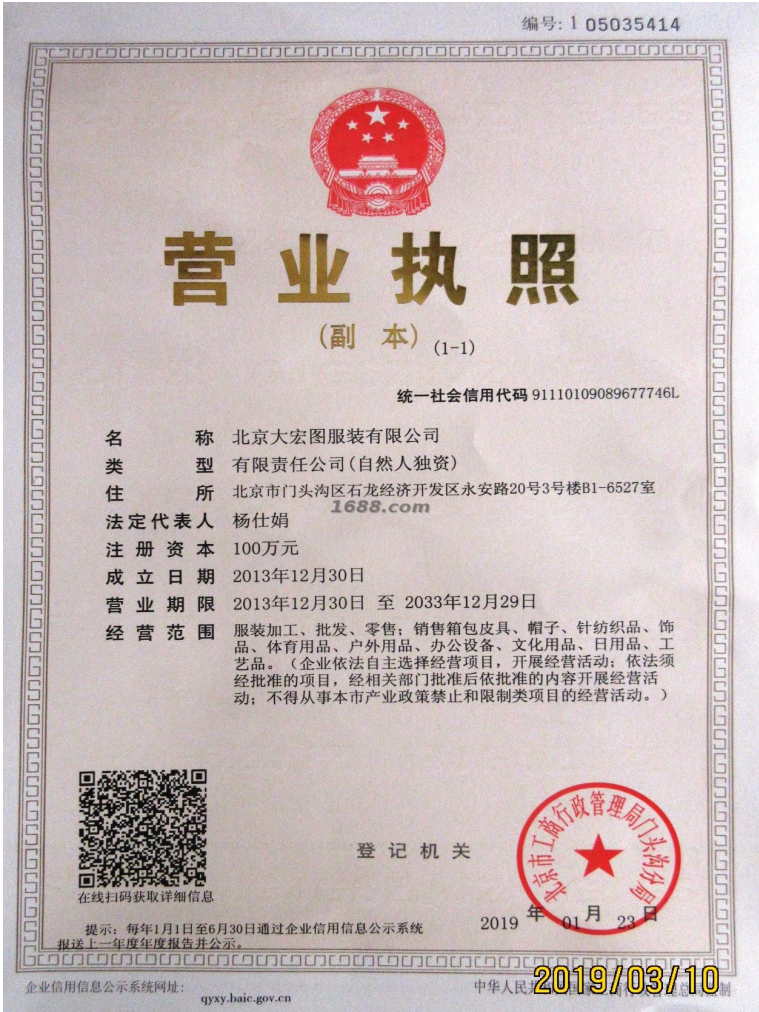 编号: 1 05035414
营业执照
(副 本) (1-1)
统一社会信用代码 91110109089677746L
名 称 北京大宏图服装有限公司
类 型 有限责任公司(自然人独资)
住 所 北京市门头沟区石龙经济开发区永安路20号3号楼B1-6527室
1688.com
法定代表人 杨仕娟
注册资本 100万元
成立日期 2013年12月30日
营业期限 2013年12月30日 至 2033年12月29日
经营范围 服装加工、批发、零售；销售箱包皮具、帽子、针纺织品、饰
品、体育用品、户外用品、办公设备、文化用品、日用品、工
艺品。（企业依法自主选择经营项目，开展经营活动；依法须
经批准的项目，经相关部门批准后依批准的内容开展经营活
动；不得从事本市产业政策禁止和限制类项目的经营活动。）
在线扫码获取详细信息
登记机关
北京市工商行政管理局门头沟分局
2019 年 01 月 23 日
提示：每年1月1日至6月30日通过企业信用信息公示系统
报送上一年度年度报告并公示。
企业信用信息公示系统网址：
qyxy.baic.gov.cn
中华人民共
2019/03/10
监制